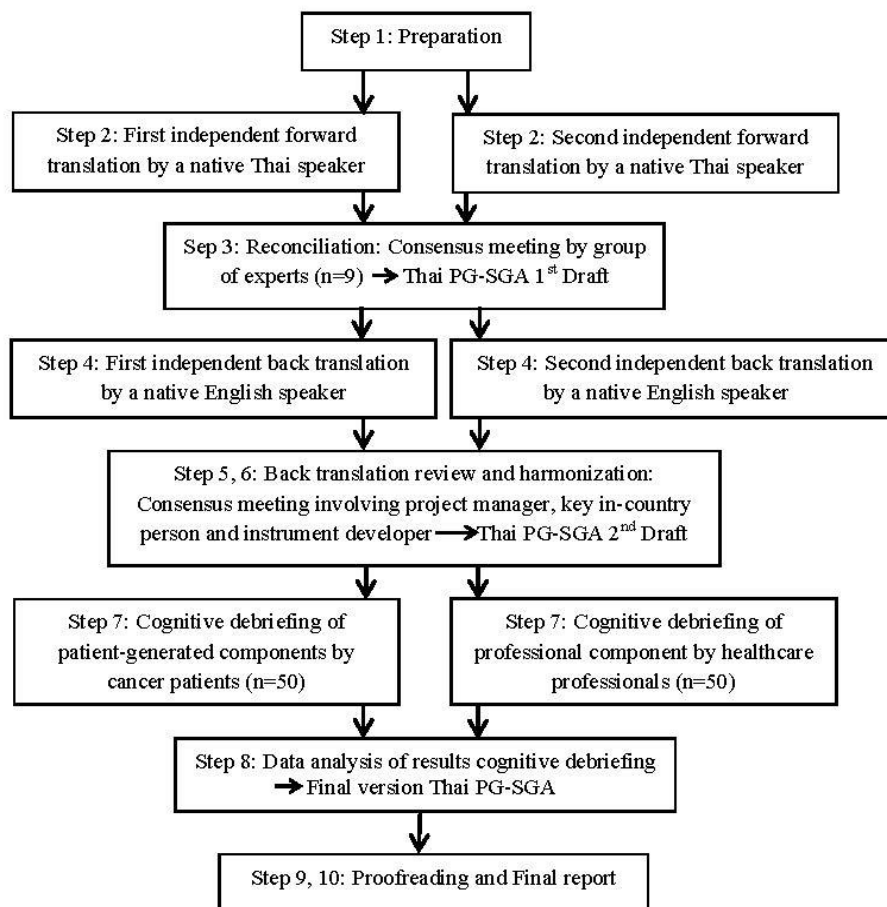 Step 1: Preparation
Step 2: First independent forward
translation by a native Thai speaker
Step 2: Second independent forward
translation by a native Thai speaker
Sep 3: Reconciliation: Consensus meeting by group
of experts (n=9) → Thai PG-SGA 1st Draft
Step 4: First independent back translation
by a native English speaker
Step 4: Second independent back translation
by a native English speaker
Step 5, 6: Back translation review and harmonization:
Consensus meeting involving project manager, key in-country
person and instrument developer → Thai PG-SGA 2nd Draft
Step 7: Cognitive debriefing of
patient-generated components by
cancer patients (n=50)
Step 7: Cognitive debriefing of
professional component by healthcare
professionals (n=50)
Step 8: Data analysis of results cognitive debriefing
→ Final version Thai PG-SGA
Step 9, 10: Proofreading and Final report